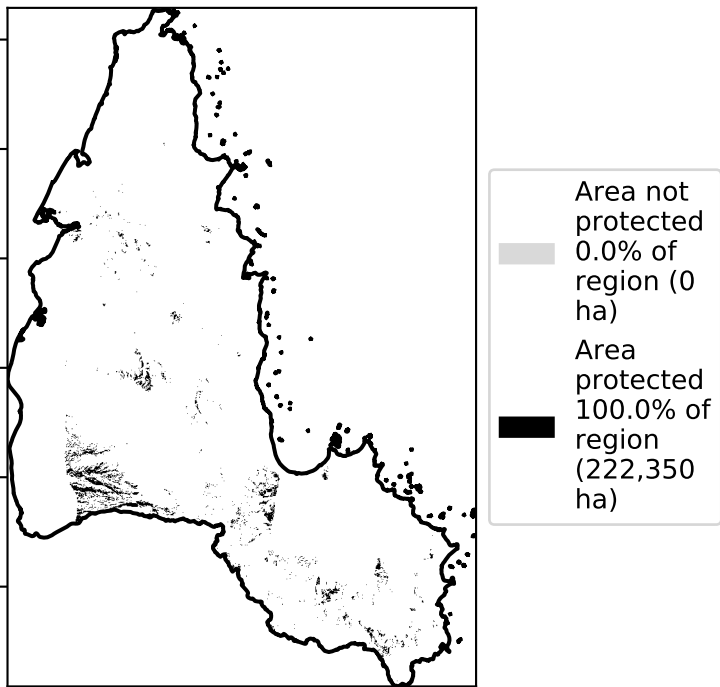 Area not
protected
0.0% of
region (0
ha)
Area
protected
100.0% of
region
(222,350
ha)